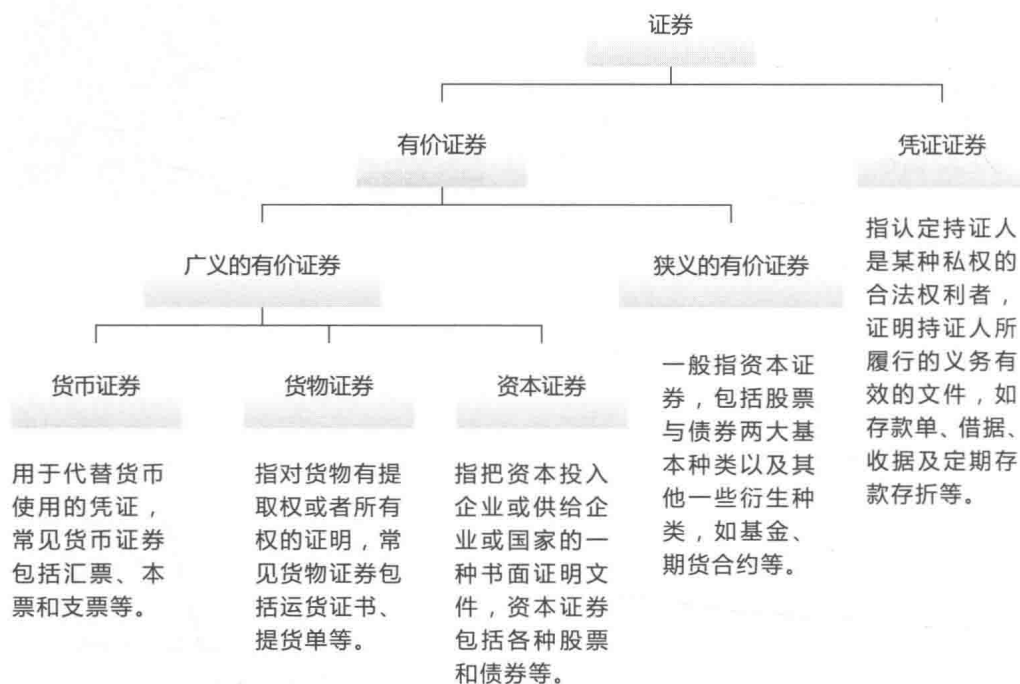 证券
有价证券
凭证证券
指认定持证人
是某种私权的
合法权利者，
证明持证人所
履行的义务有
效的文件，如
存款单、借据、
收据及定期存
款存折等。
广义的有价证券
狭义的有价证券
一般指资本证
券，包括股票
与债券两大基
本种类以及其
他一些衍生种
类，如基金、
期货合约等。
货币证券
用于代替货币
使用的凭证，
常见货币证券
包括汇票、本
票和支票等。
货物证券
指对货物有提
取权或者所有
权的证明，常
见货物证券包
括运货证书、
提货单等。
资本证券
指把资本投入
企业或供给企
业或国家的一
种书面证明文
件，资本证券
包括各种股票
和债券等。